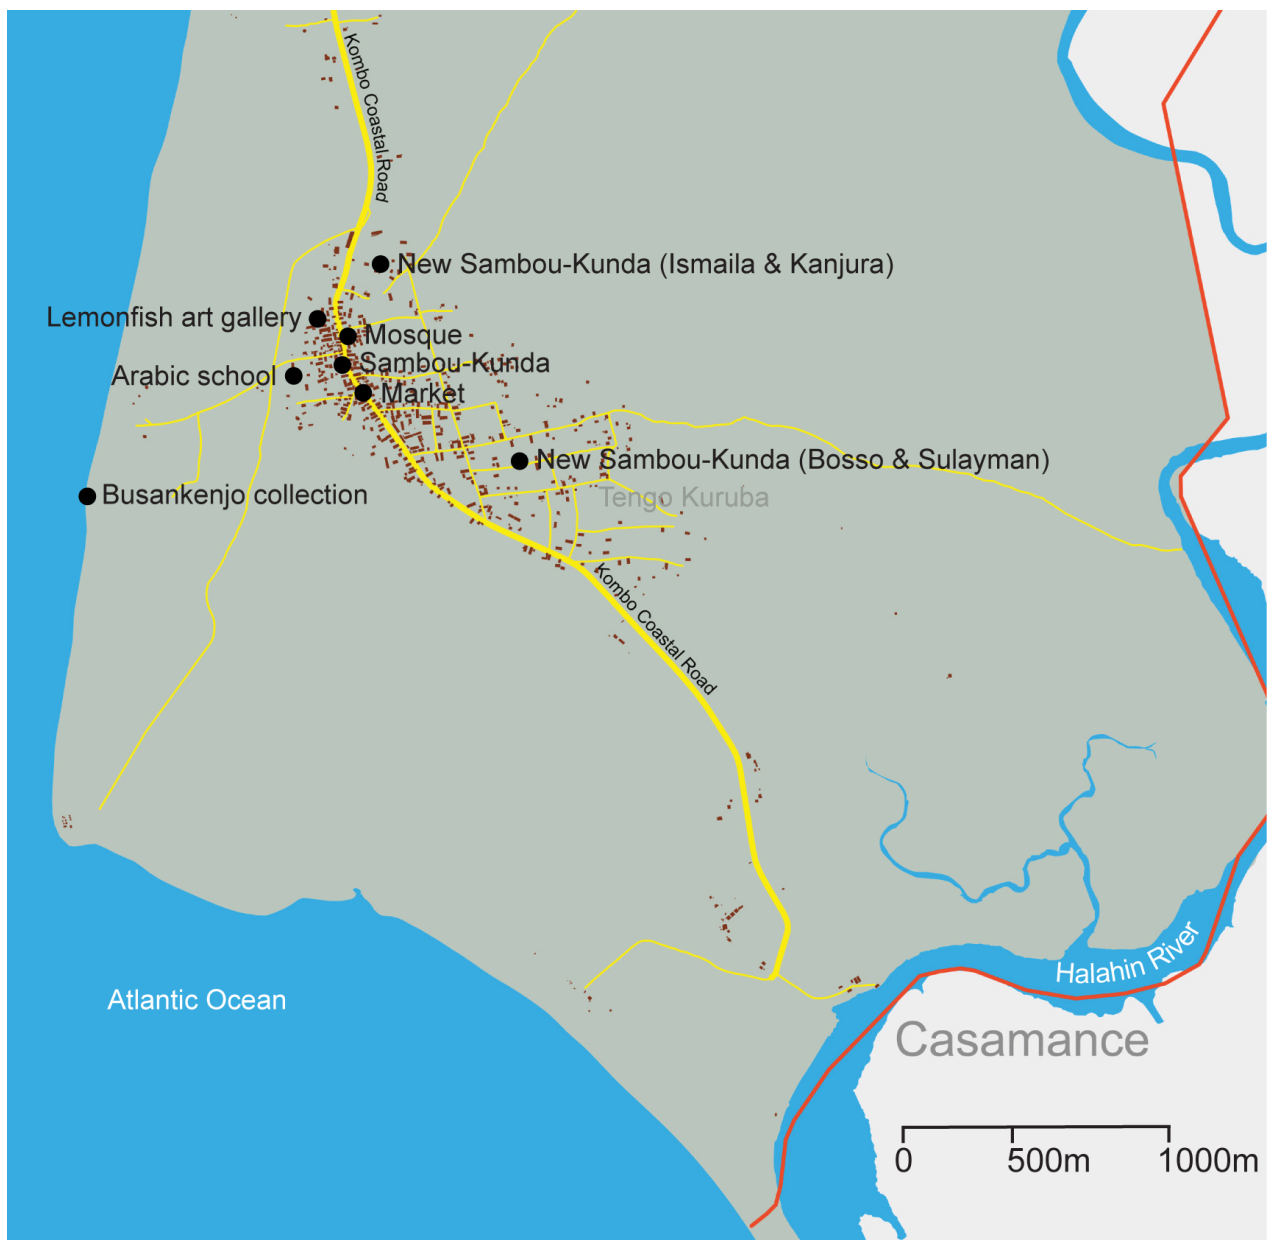 Kombo Coastal Road
New Sambou-Kunda (Ismaila & Kanjura)
Lemonfish art gallery
Mosque
Sambou-Kunda
Arabic school
Market
New Sambou-Kunda (Bosso & Sulayman)
Busankenjo collection
Tengo Kuruba
Kombo Coastal Road
Halahin River
Atlantic Ocean
Casamance
0 500m 1000m